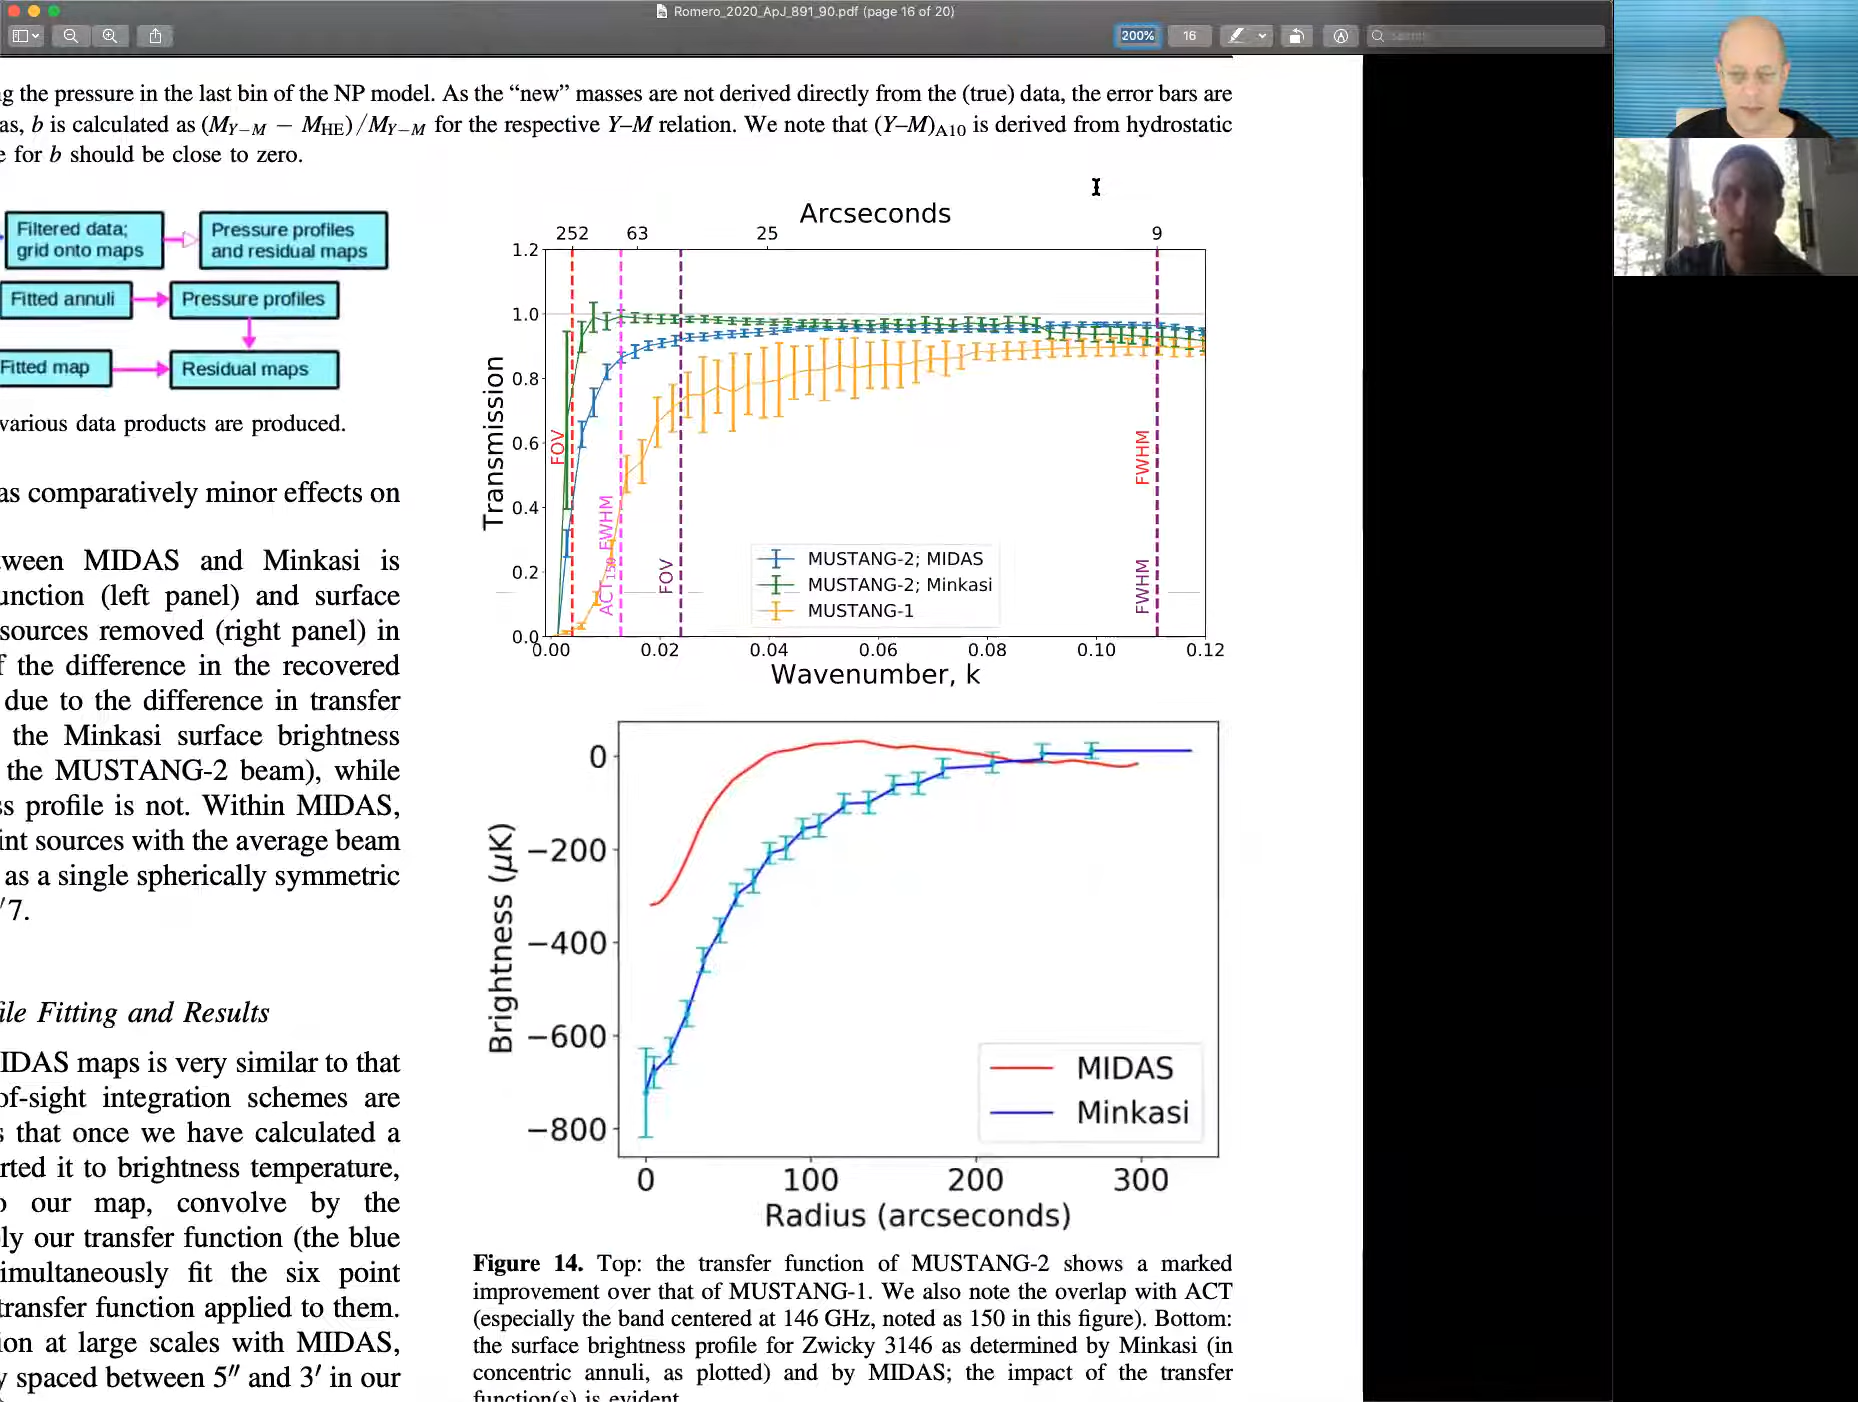 Romero_2020_ApJ_891_90.pdf (page 16 of 20)
200%
16
Search
g the pressure in the last bin of the NP model. As the “new” masses are not derived directly from the (true) data, the error bars are
as, b is calculated as (M_{Y–M} − M_{HE})/M_{Y–M} for the respective Y–M relation. We note that (Y–M)_{A10} is derived from hydrostatic
e for b should be close to zero.
Filtered data;
grid onto maps
Pressure profiles
and residual maps
Fitted annuli
Pressure profiles
Fitted map
Residual maps
various data products are produced.
as comparatively minor effects on
ween MIDAS and Minkasi is
unction (left panel) and surface
sources removed (right panel) in
f the difference in the recovered
due to the difference in transfer
the Minkasi surface brightness
the MUSTANG-2 beam), while
ss profile is not. Within MIDAS,
int sources with the average beam
as a single spherically symmetric
″7.
ile Fitting and Results
IDAS maps is very similar to that
of-sight integration schemes are
s that once we have calculated a
rted it to brightness temperature,
o our map, convolve by the
ly our transfer function (the blue
imultaneously fit the six point
transfer function applied to them.
ion at large scales with MIDAS,
y spaced between 5″ and 3′ in our
Arcseconds
252 63 25 9
1.2
1.0
0.8
0.6
0.4
0.2
0.0
Transmission
FOV
ACT150 FWHM
FOV
FWHM
FWHM
MUSTANG-2; MIDAS
MUSTANG-2; Minkasi
MUSTANG-1
0.00 0.02 0.04 0.06 0.08 0.10 0.12
Wavenumber, k
0
−200
−400
−600
−800
Brightness (μK)
MIDAS
Minkasi
0 100 200 300
Radius (arcseconds)
Figure 14. Top: the transfer function of MUSTANG-2 shows a marked
improvement over that of MUSTANG-1. We also note the overlap with ACT
(especially the band centered at 146 GHz, noted as 150 in this figure). Bottom:
the surface brightness profile for Zwicky 3146 as determined by Minkasi (in
concentric annuli, as plotted) and by MIDAS; the impact of the transfer
function(s) is evident.